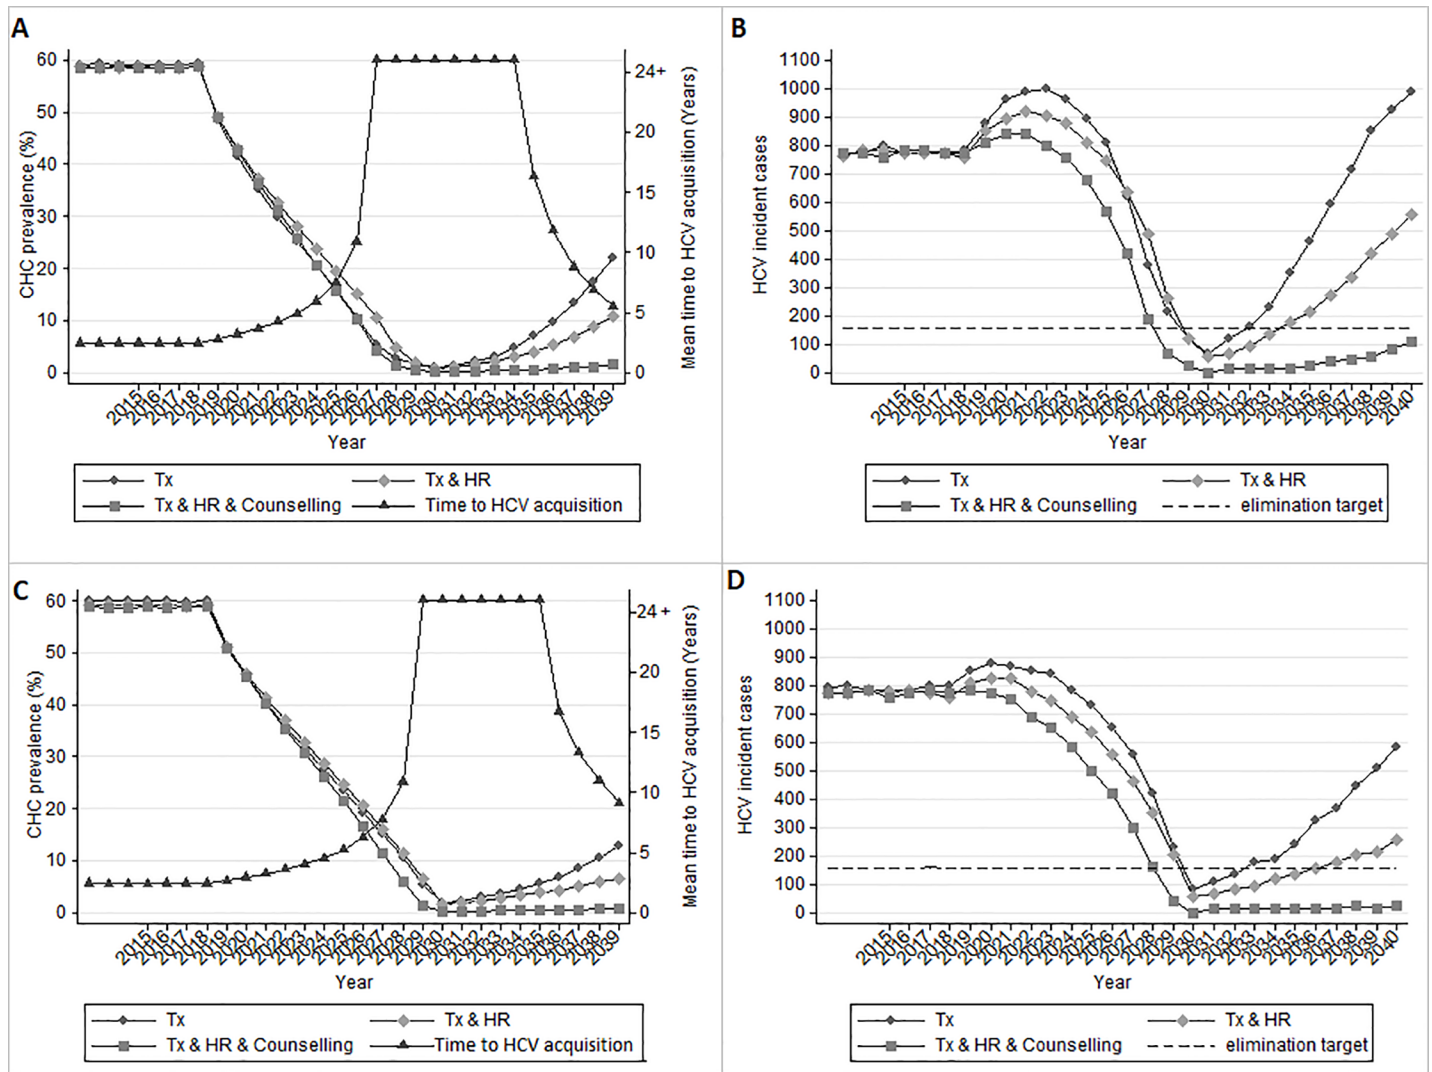 A
60
50
40
30
20
10
0
CHC prevalence (%)
24+
20
15
10
5
0
Mean time to HCV acquisition (Years)
2015 2016 2017 2018 2019 2020 2021 2022 2023 2024 2025 2026 2027 2028 2029 2030 2031 2032 2033 2034 2035 2036 2037 2038 2039
Year
Tx Tx & HR
Tx & HR & Counselling Time to HCV acquisition
B
1100
1000
900
800
700
600
500
400
300
200
100
0
HCV incident cases
2015 2016 2017 2018 2019 2020 2021 2022 2023 2024 2025 2026 2027 2028 2029 2030 2031 2032 2033 2034 2035 2036 2037 2038 2039 2040
Year
Tx Tx & HR
Tx & HR & Counselling elimination target
C
60
50
40
30
20
10
0
CHC prevalence (%)
24 +
20
15
10
5
0
Mean time to HCV acquisition (Years)
2015 2016 2017 2018 2019 2020 2021 2022 2023 2024 2025 2026 2027 2028 2029 2030 2031 2032 2033 2034 2035 2036 2037 2038 2039
Year
Tx Tx & HR
Tx & HR & Counselling Time to HCV acquisition
D
1100
1000
900
800
700
600
500
400
300
200
100
0
HCV incident cases
2015 2016 2017 2018 2019 2020 2021 2022 2023 2024 2025 2026 2027 2028 2029 2030 2031 2032 2033 2034 2035 2036 2037 2038 2039 2040
Year
Tx Tx & HR
Tx & HR & Counselling elimination target